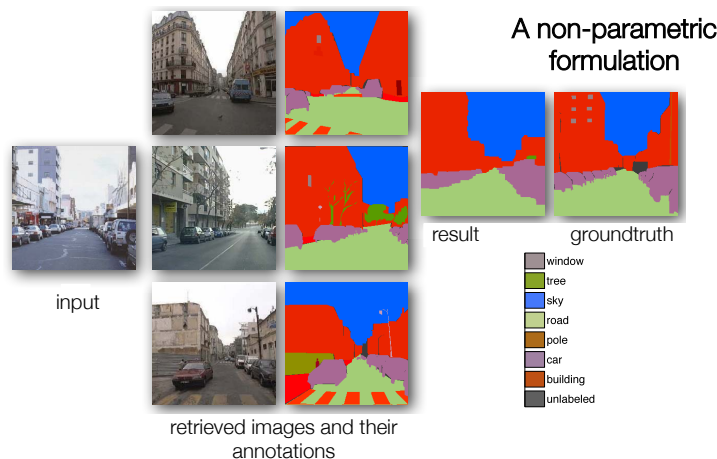 A non-parametric
formulation
result
groundtruth
input
window
tree
sky
road
pole
car
building
unlabeled
retrieved images and their
annotations